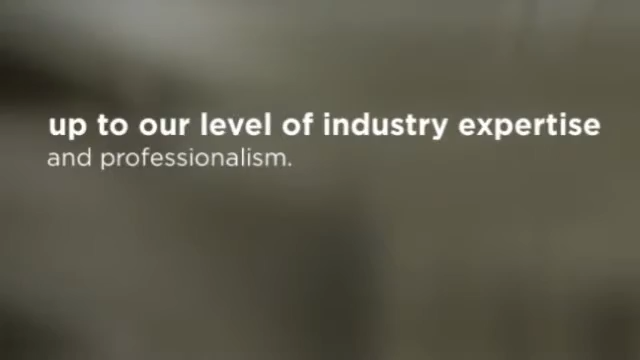 up to our level of industry expertise
and professionalism.